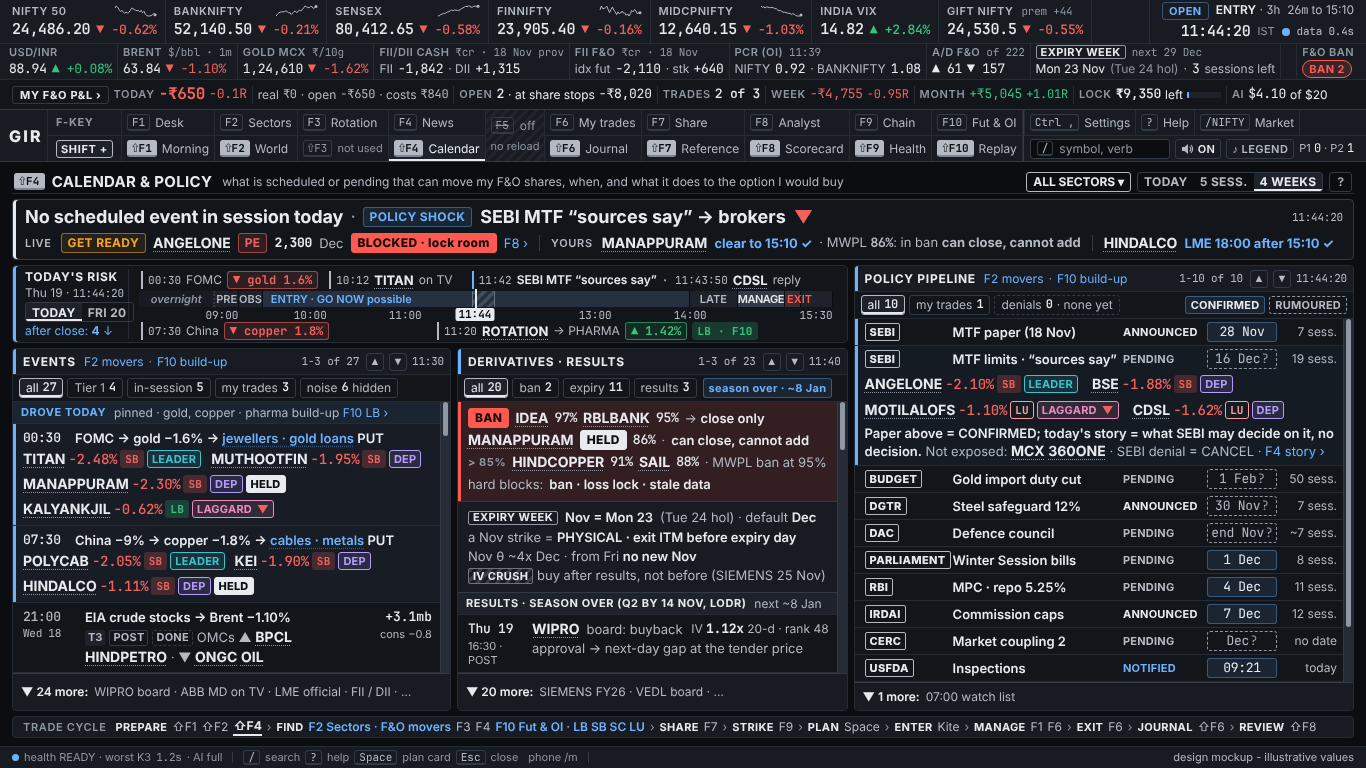 NIFTY 50 BANKNIFTY SENSEX FINNIFTY MIDCPNIFTY INDIA VIX GIFT NIFTY prem +44 OPEN ENTRY · 3h 26m to 15:10
24,486.20 ▼ -0.62% 52,140.50 ▼ -0.21% 80,412.65 ▼ -0.58% 23,905.40 ▼ -0.16% 12,640.15 ▼ -1.03% 14.82 ▲ +2.84% 24,530.5 ▼ -0.55% 11:44:20 IST ● data 0.4s
USD/INR BRENT $/bbl · 1m GOLD MCX ₹/10g FII/DII CASH ₹cr · 18 Nov prov FII F&O ₹cr · 18 Nov PCR (OI) 11:39 A/D F&O of 222 EXPIRY WEEK next 29 Dec F&O BAN
88.94 ▲ +0.08% 63.84 ▼ -1.10% 1,24,610 ▼ -1.62% FII -1,842 · DII +1,315 idx fut -2,110 · stk +640 NIFTY 0.92 · BANKNIFTY 1.08 ▲ 61 ▼ 157 Mon 23 Nov (Tue 24 hol) · 3 sessions left BAN 2
MY F&O P&L › TODAY -₹650 -0.1R real ₹0 · open -₹650 · costs ₹840 OPEN 2 · at share stops -₹8,020 TRADES 2 of 3 WEEK -₹4,755 -0.95R MONTH +₹5,045 +1.01R LOCK ₹9,350 left AI $4.10 of $20
GIR F-KEY F1 Desk F2 Sectors F3 Rotation F4 News F5 off F6 My trades F7 Share F8 Analyst F9 Chain F10 Fut & OI Ctrl , Settings ? Help /NIFTY Market
SHIFT + ⇧F1 Morning ⇧F2 World ⇧F3 not used ⇧F4 Calendar no reload ⇧F6 Journal ⇧F7 Reference ⇧F8 Scorecard ⇧F9 Health ⇧F10 Replay / symbol, verb ON ♪ LEGEND P1 0 · P2 1
⇧F4 CALENDAR & POLICY what is scheduled or pending that can move my F&O shares, when, and what it does to the option I would buy ALL SECTORS ▾ TODAY 5 SESS. 4 WEEKS ?
No scheduled event in session today · POLICY SHOCK SEBI MTF “sources say” → brokers ▼ 11:44:20
LIVE GET READY ANGELONE PE 2,300 Dec BLOCKED · lock room F8 › YOURS MANAPPURAM clear to 15:10 ✓ · MWPL 86%: in ban can close, cannot add HINDALCO LME 18:00 after 15:10 ✓
TODAY'S RISK 00:30 FOMC ▼ gold 1.6% 10:12 TITAN on TV 11:42 SEBI MTF “sources say” · 11:43:50 CDSL reply
Thu 19 · 11:44:20 overnight PRE OBS ENTRY · GO NOW possible LATE MANAGE EXIT
TODAY FRI 20 09:00 10:00 11:00 11:44 13:00 14:00 15:30
after close: 4 ↓ 07:30 China ▼ copper 1.8% 11:20 ROTATION → PHARMA ▲ 1.42% LB · F10
EVENTS F2 movers · F10 build-up 1-3 of 27 ▲ ▼ 11:30
all 27 Tier 1 4 in-session 5 my trades 3 noise 6 hidden
DROVE TODAY pinned · gold, copper · pharma build-up F10 LB ›
00:30 FOMC → gold −1.6% → jewellers · gold loans PUT
TITAN -2.48% SB LEADER MUTHOOTFIN -1.95% SB DEP
MANAPPURAM -2.30% SB DEP HELD
KALYANKJIL -0.62% LB LAGGARD ▼
07:30 China −9% → copper −1.8% → cables · metals PUT
POLYCAB -2.05% SB LEADER KEI -1.90% SB DEP
HINDALCO -1.11% SB DEP HELD
21:00 EIA crude stocks → Brent −1.10% +3.1mb
Wed 18 T3 POST DONE OMCs ▲ BPCL cons −0.8
HINDPETRO · ▼ ONGC OIL
▼ 24 more: WIPRO board · ABB MD on TV · LME official · FII / DII · ...
DERIVATIVES · RESULTS 1-3 of 23 ▲ ▼ 11:40
all 20 ban 2 expiry 11 results 3 season over · ~8 Jan
BAN IDEA 97% RBLBANK 95% → close only
MANAPPURAM HELD 86% · can close, cannot add
> 85% HINDCOPPER 91% SAIL 88% · MWPL ban at 95%
hard blocks: ban · loss lock · stale data
EXPIRY WEEK Nov = Mon 23 (Tue 24 hol) · default Dec
a Nov strike = PHYSICAL · exit ITM before expiry day
Nov θ ~4x Dec · from Fri no new Nov
IV CRUSH buy after results, not before (SIEMENS 25 Nov)
RESULTS · SEASON OVER (Q2 BY 14 NOV, LODR) next ~8 Jan
Thu 19 WIPRO board: buyback IV 1.12x 20-d · rank 48
16:30 · POST approval → next-day gap at the tender price
▼ 20 more: SIEMENS FY26 · VEDL board · ...
POLICY PIPELINE F2 movers · F10 build-up 1-10 of 10 ▲ ▼ 11:44:20
all 10 my trades 1 denials 0 · none yet CONFIRMED RUMOURED
SEBI MTF paper (18 Nov) ANNOUNCED 28 Nov 7 sess.
SEBI MTF limits · “sources say” PENDING 16 Dec? 19 sess.
ANGELONE -2.10% SB LEADER BSE -1.88% SB DEP
MOTILALOFS -1.10% LU LAGGARD ▼ CDSL -1.62% LU DEP
Paper above = CONFIRMED; today's story = what SEBI may decide on it, no
decision. Not exposed: MCX 360ONE · SEBI denial = CANCEL · F4 story ›
BUDGET Gold import duty cut PENDING 1 Feb? 50 sess.
DGTR Steel safeguard 12% ANNOUNCED 30 Nov? 7 sess.
DAC Defence council PENDING end Nov? ~7 sess.
PARLIAMENT Winter Session bills PENDING 1 Dec 8 sess.
RBI MPC · repo 5.25% PENDING 4 Dec 11 sess.
IRDAI Commission caps ANNOUNCED 7 Dec 12 sess.
CERC Market coupling 2 PENDING Dec? no date
USFDA Inspections NOTIFIED 09:21 today
▼ 1 more: 07:00 watch list
TRADE CYCLE PREPARE ⇧F1 ⇧F2 ⇧F4 › FIND F2 Sectors · F&O movers F3 F4 F10 Fut & OI · LB SB SC LU › SHARE F7 › STRIKE F9 › PLAN Space › ENTER Kite › MANAGE F1 F6 › EXIT F6 › JOURNAL ⇧F6 › REVIEW ⇧F8
● health READY · worst K3 1.2s · AI full / search ? help Space plan card Esc close phone /m design mockup - illustrative values